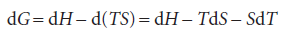 dG = dH – d(TS) = dH – TdS – SdT